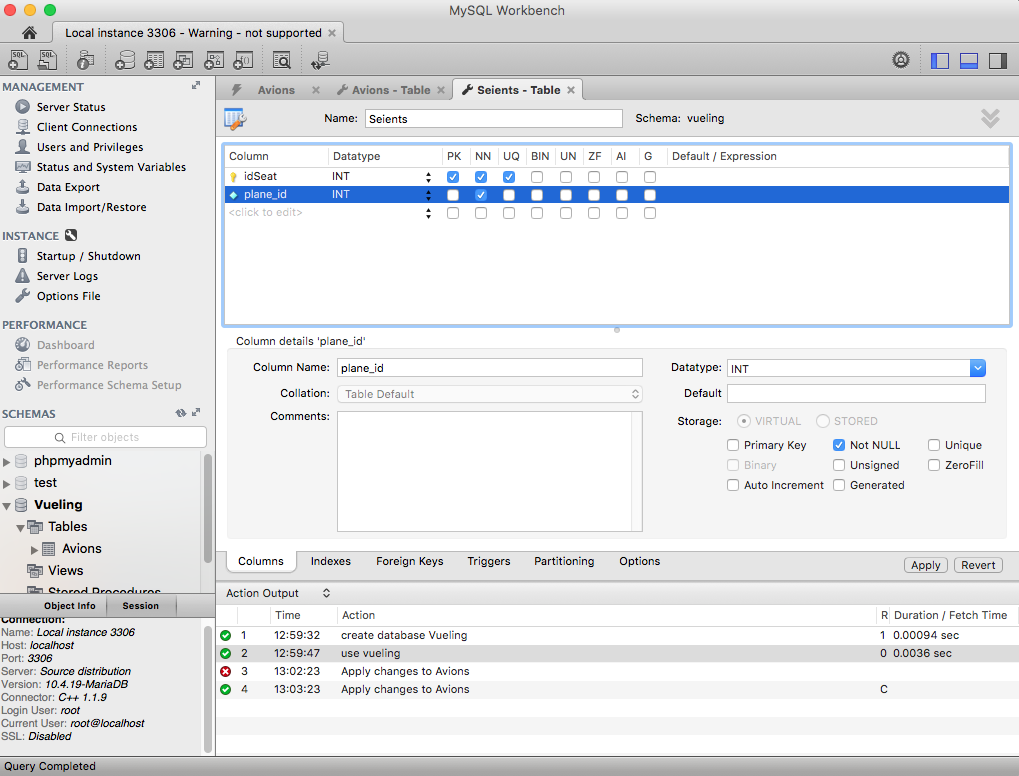 MySQL Workbench
Local instance 3306 - Warning - not supported
MANAGEMENT
Server Status
Client Connections
Users and Privileges
Status and System Variables
Data Export
Data Import/Restore
INSTANCE
Startup / Shutdown
Server Logs
Options File
PERFORMANCE
Dashboard
Performance Reports
Performance Schema Setup
SCHEMAS
Filter objects
phpmyadmin
test
Vueling
Tables
Avions
Views
Stored Procedures
Object Info Session
Connection:
Name: Local instance 3306
Host: localhost
Port: 3306
Server: Source distribution
Version: 10.4.19-MariaDB
Connector: C++ 1.1.9
Login User: root
Current User: root@localhost
SSL: Disabled
Query Completed
Avions Avions - Table Seients - Table
Name: Seients Schema: vueling
Column Datatype PK NN UQ BIN UN ZF AI G Default / Expression
idSeat INT
plane_id INT
<click to edit>
Column details 'plane_id'
Column Name: plane_id Datatype: INT
Collation: Table Default Default
Comments: Storage: VIRTUAL STORED
Primary Key Not NULL Unique
Binary Unsigned ZeroFill
Auto Increment Generated
Columns Indexes Foreign Keys Triggers Partitioning Options Apply Revert
Action Output
Time Action R Duration / Fetch Time
1 12:59:32 create database Vueling 1 0.00094 sec
2 12:59:47 use vueling 0 0.0036 sec
3 13:02:23 Apply changes to Avions
4 13:03:23 Apply changes to Avions C